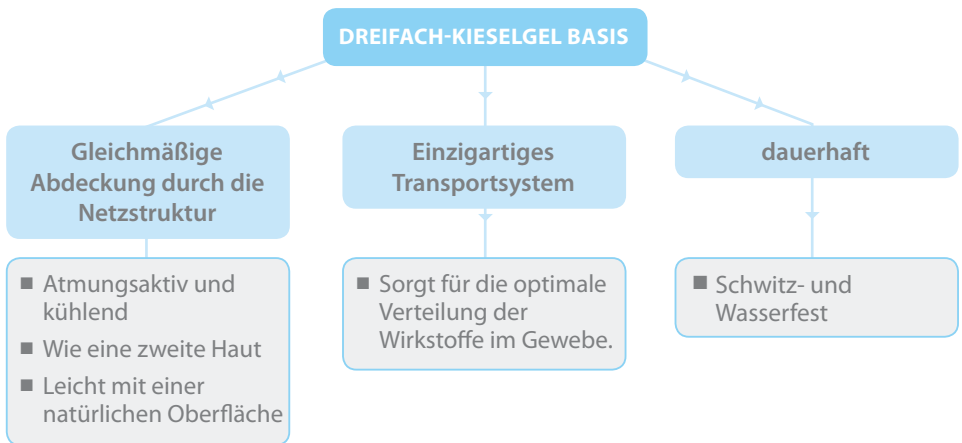 DREIFACH-KIESELGEL BASIS
Gleichmäßige
Abdeckung durch die
Netzstruktur
■ Atmungsaktiv und
kühlend
■ Wie eine zweite Haut
■ Leicht mit einer
natürlichen Oberfläche
Einzigartiges
Transportsystem
■ Sorgt für die optimale
Verteilung der
Wirkstoffe im Gewebe.
dauerhaft
■ Schwitz- und
Wasserfest